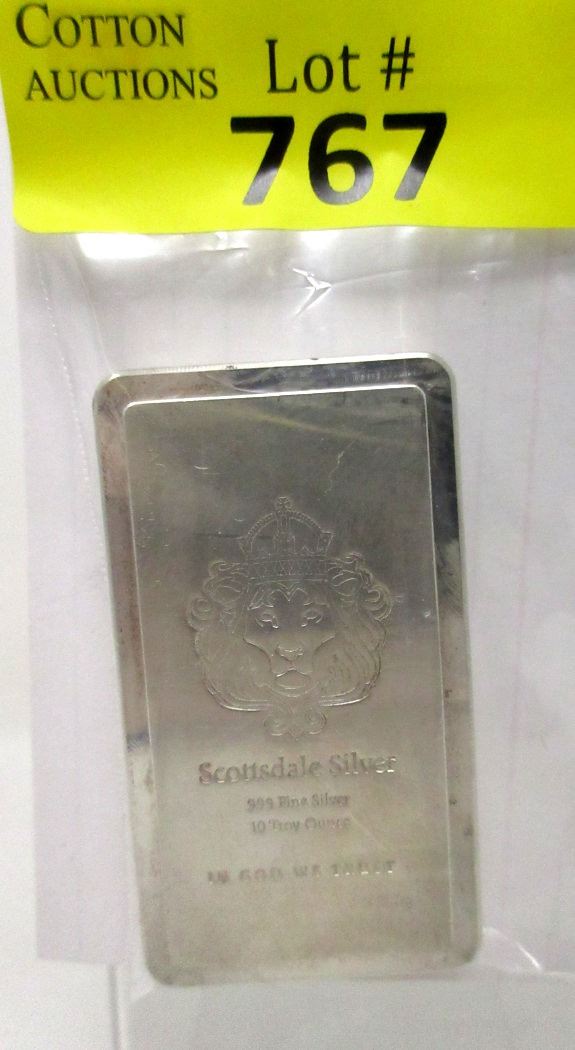 COTTON
AUCTIONS
Lot #
767
Scottsdale Silver
999 Fine Silver
10 Troy Ounce
IN GOD WE TRUST